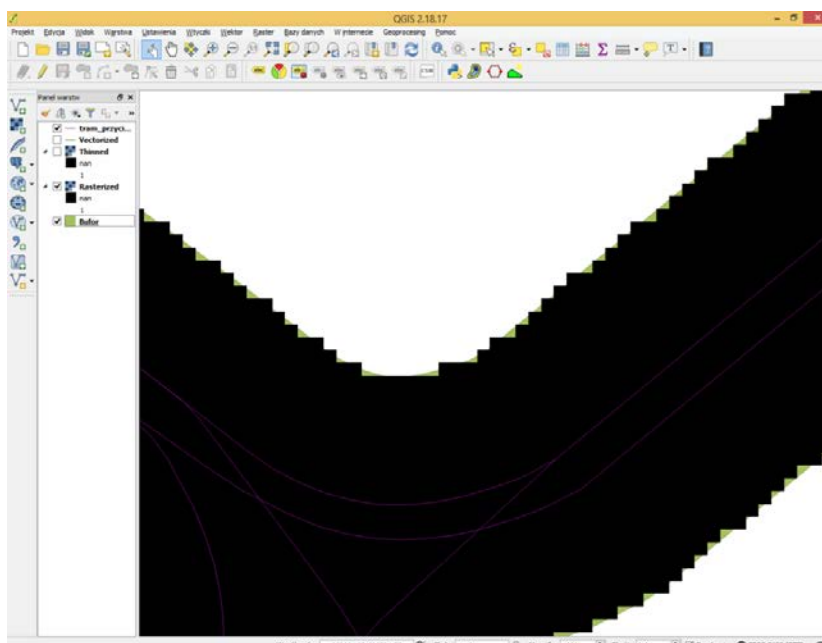 QGIS 2.18.17
Projekt Edycja Widok Warstwa Ustawienia Wtyczki Wektor Raster Bazy danych W internecie Geoprocesing Pomoc
Panel warstw
tram_przyci...
Vectorized
Thinned
nan
1
Rasterized
nan
1
Bufor